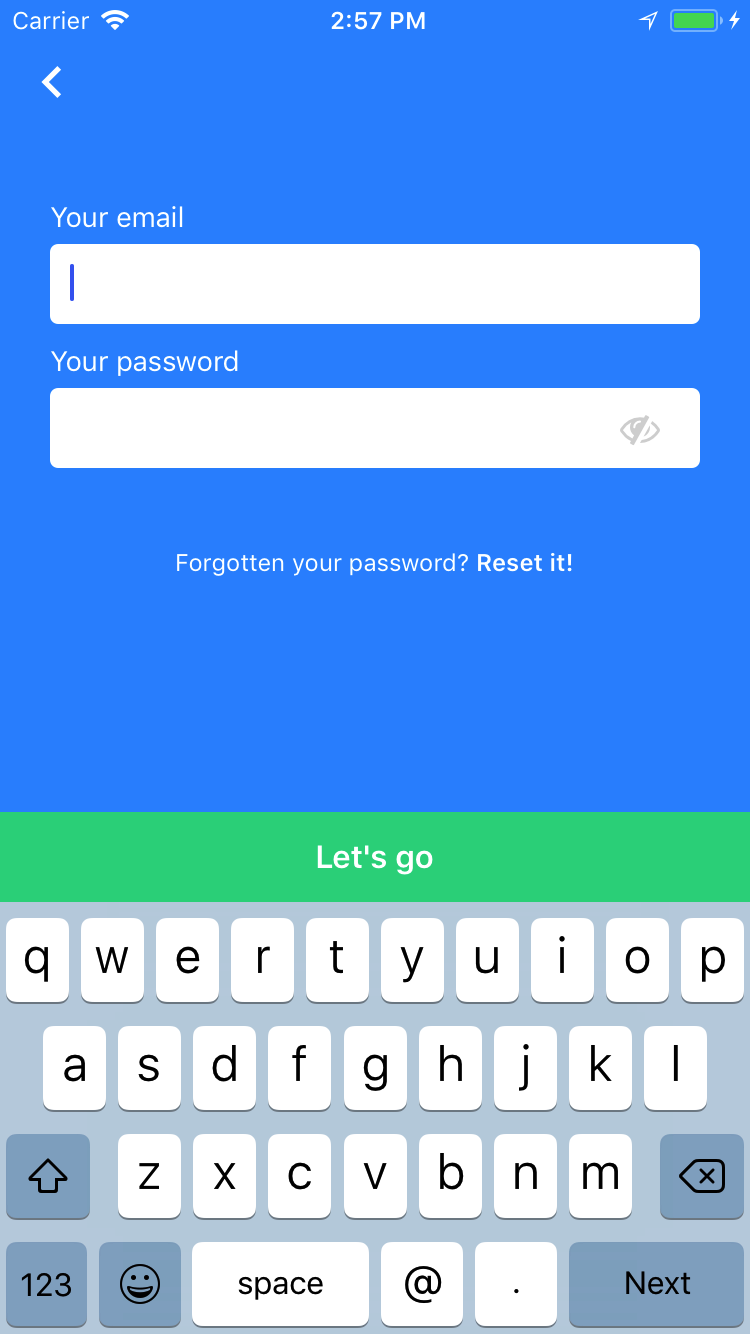 Carrier 2:57 PM
Your email
Your password
Forgotten your password? Reset it!
Let's go
q w e r t y u i o p
a s d f g h j k l
z x c v b n m
123 space @ . Next